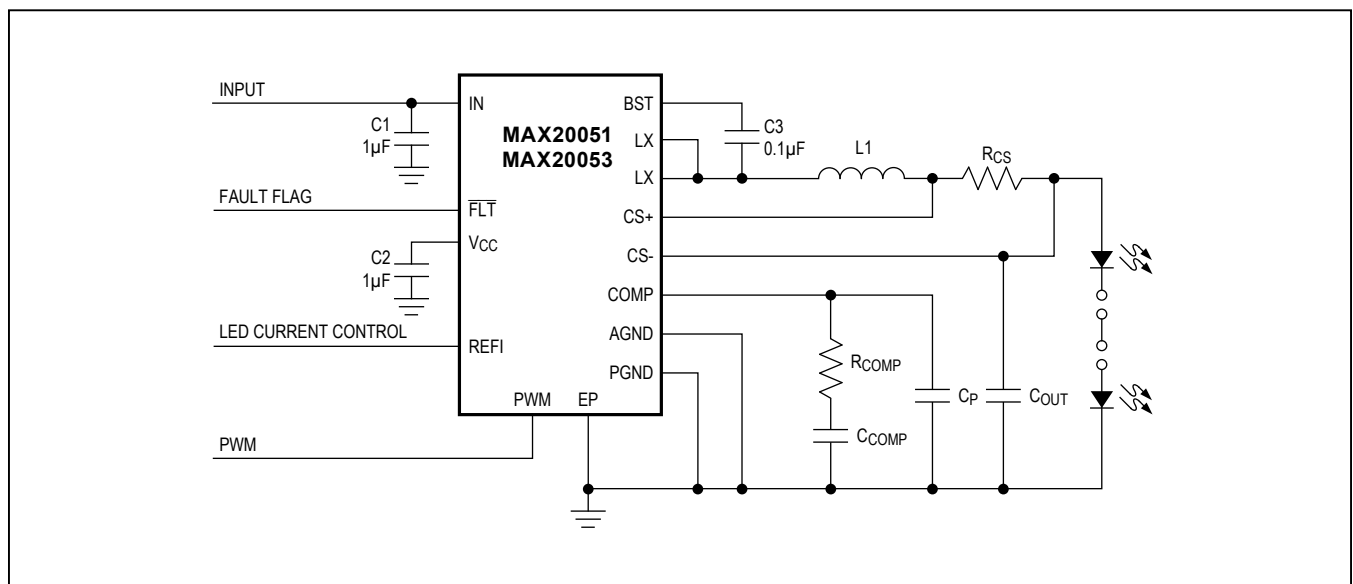 INPUT
C1
1µF
FAULT FLAG
C2
1µF
LED CURRENT CONTROL
PWM
IN
FLT
VCC
REFI
PWM
EP
MAX20051
MAX20053
BST
LX
LX
CS+
CS-
COMP
AGND
PGND
C3
0.1µF
L1
RCS
RCOMP
CCOMP
CP
COUT